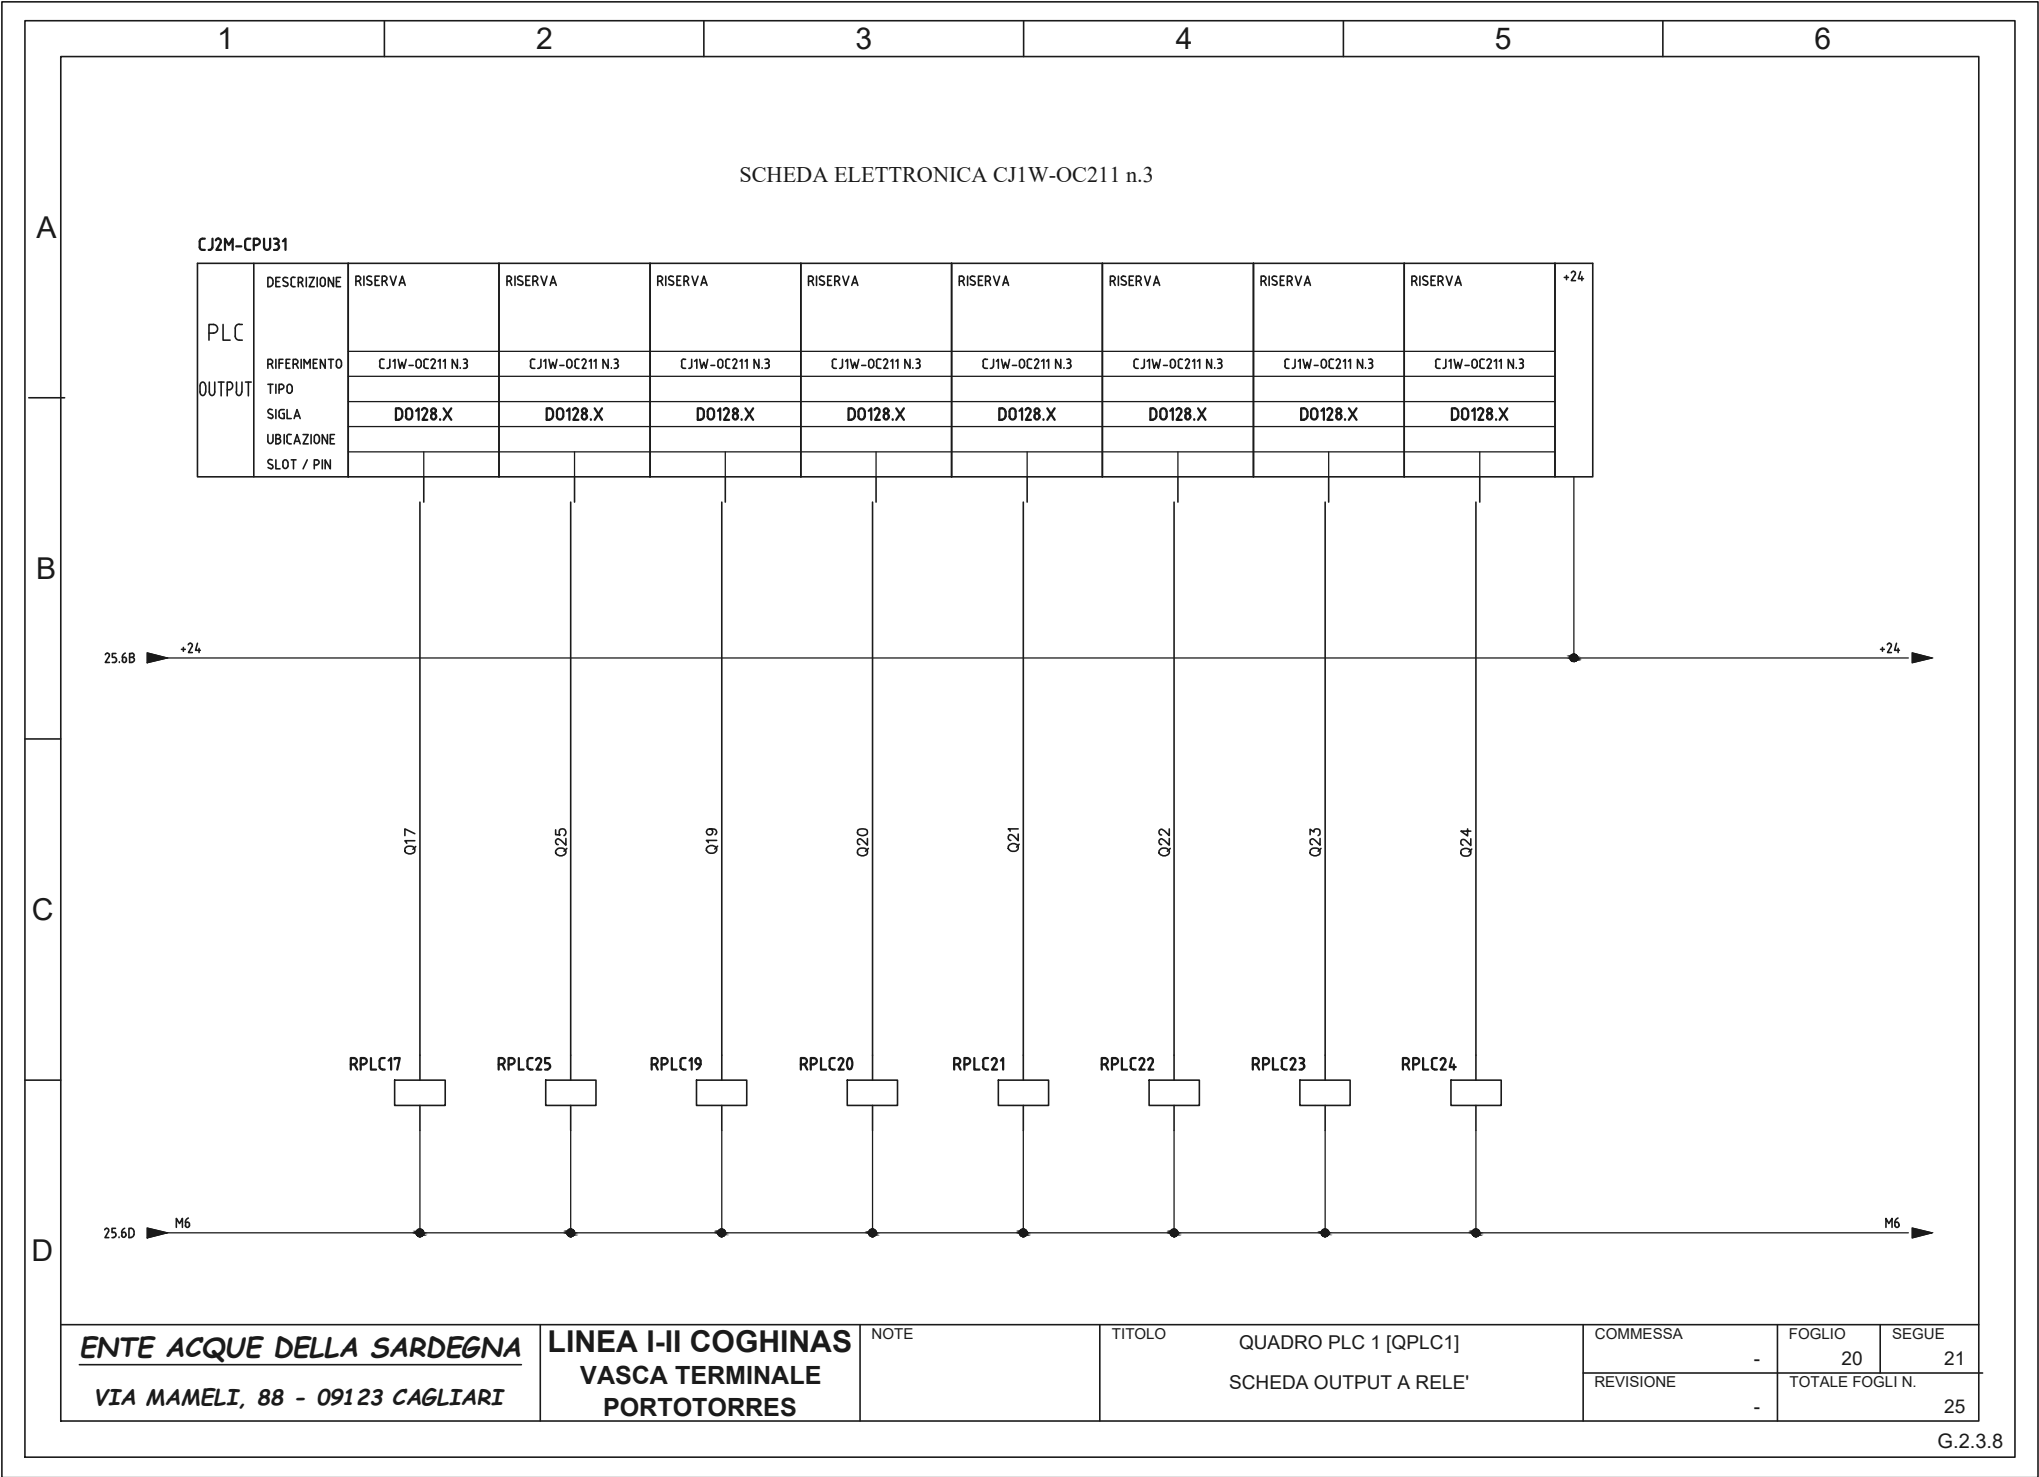 1 2 3 4 5 6
SCHEDA ELETTRONICA CJ1W-OC211 n.3
A
CJ2M-CPU31
DESCRIZIONE RISERVA RISERVA RISERVA RISERVA RISERVA RISERVA RISERVA RISERVA +24
PLC
RIFERIMENTO CJ1W-OC211 N.3 CJ1W-OC211 N.3 CJ1W-OC211 N.3 CJ1W-OC211 N.3 CJ1W-OC211 N.3 CJ1W-OC211 N.3 CJ1W-OC211 N.3 CJ1W-OC211 N.3
OUTPUT TIPO
SIGLA DO128.X DO128.X DO128.X DO128.X DO128.X DO128.X DO128.X DO128.X
UBICAZIONE
SLOT / PIN
B
25.6B +24 +24
Q17 Q25 Q19 Q20 Q21 Q22 Q23 Q24
C
RPLC17 RPLC25 RPLC19 RPLC20 RPLC21 RPLC22 RPLC23 RPLC24
25.6D M6 M6
D
ENTE ACQUE DELLA SARDEGNA
VIA MAMELI, 88 - 09123 CAGLIARI
LINEA I-II COGHINAS
VASCA TERMINALE
PORTOTORRES
NOTE
TITOLO
QUADRO PLC 1 [QPLC1]
SCHEDA OUTPUT A RELE'
COMMESSA
-
REVISIONE
-
FOGLIO
20
SEGUE
21
TOTALE FOGLI N.
25
G.2.3.8